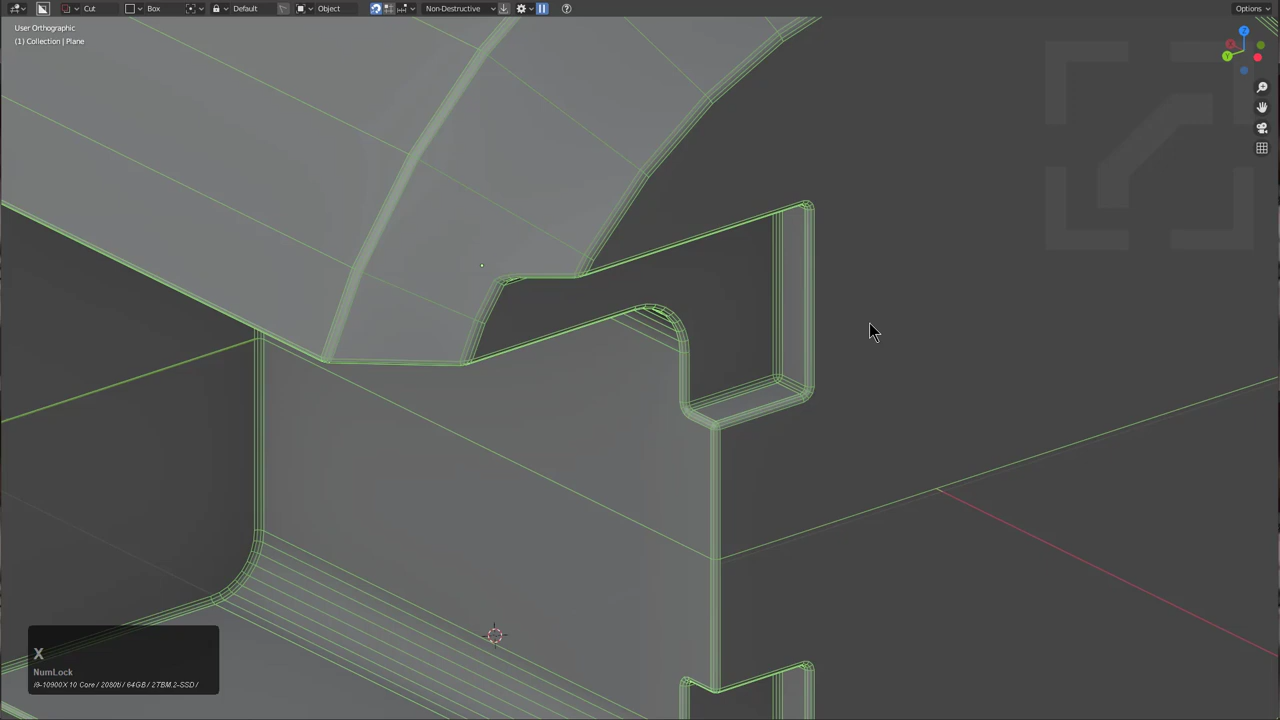 Cut Box Default Object Non-Destructive Options
User Orthographic
(1) Collection | Plane
Z
Y
X
NumLock
i9-10900X 10 Core / 2080ti / 64GB / 2TBM.2-SSD /